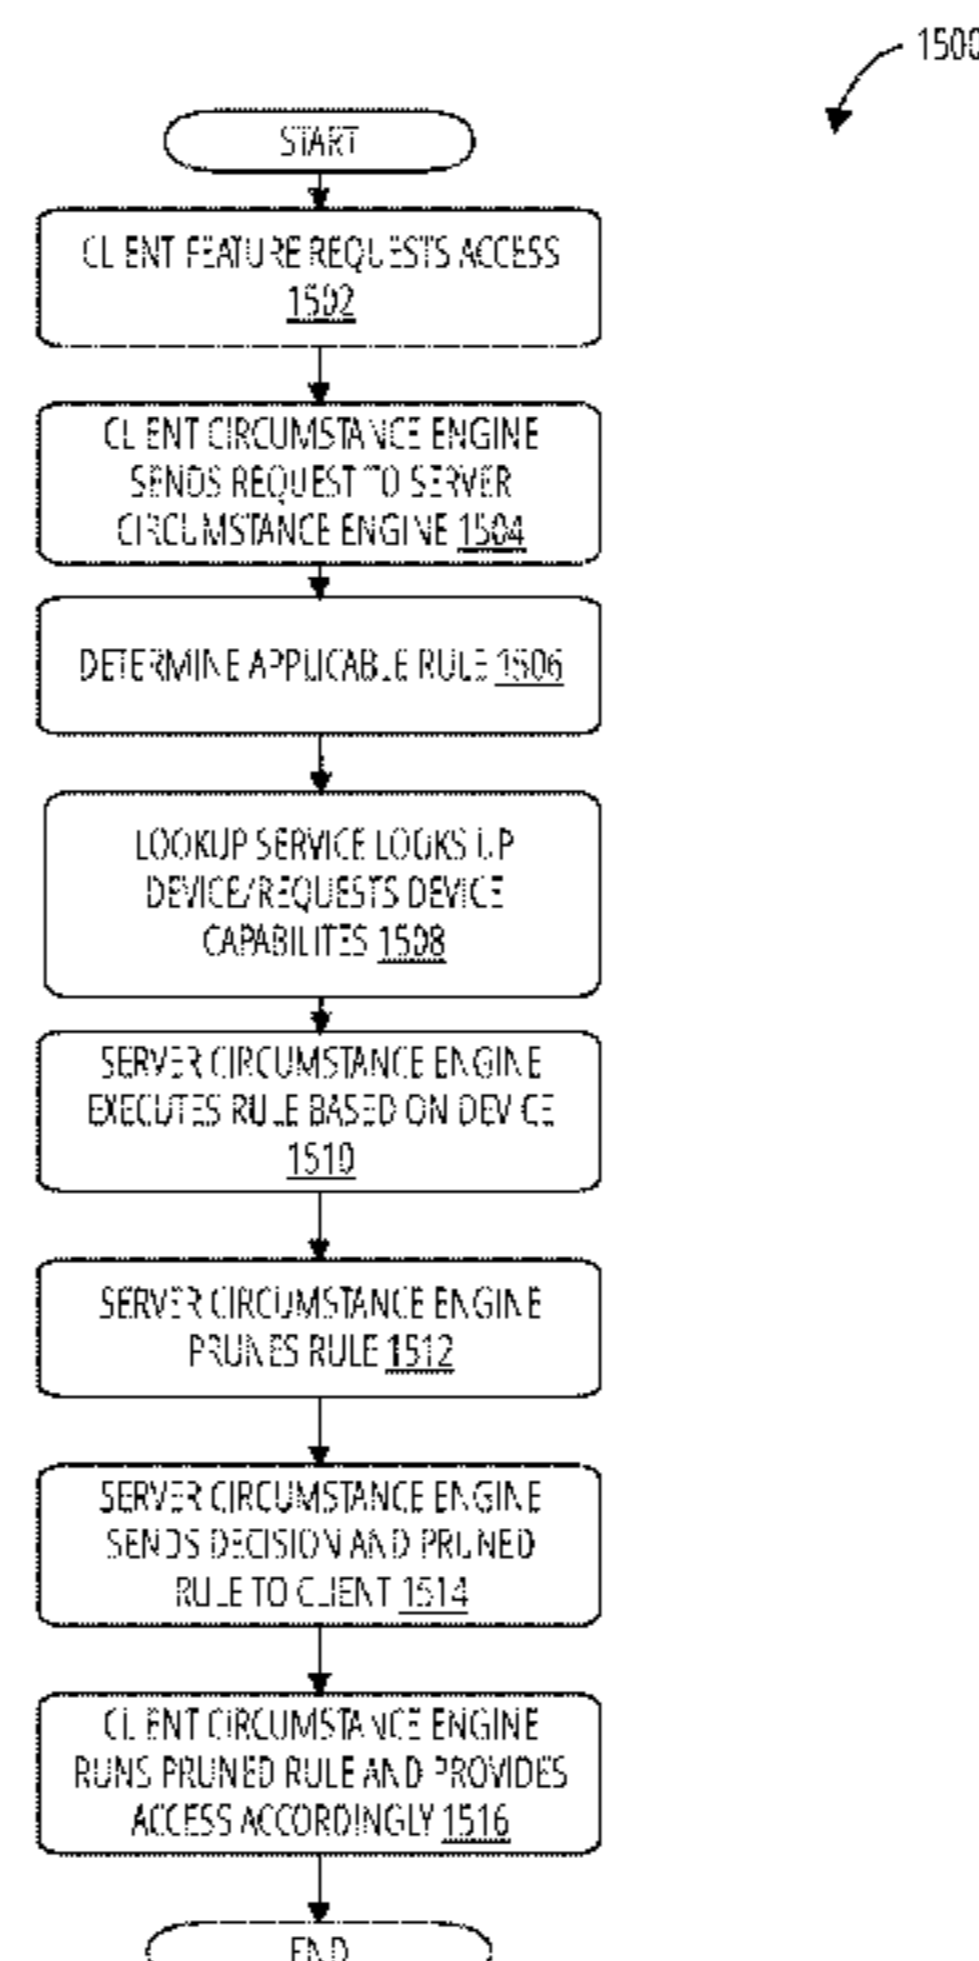 1500
START
CLIENT FEATURE REQUESTS ACCESS
1502
CLIENT CIRCUMSTANCE ENGINE
SENDS REQUEST TO SERVER
CIRCUMSTANCE ENGINE 1504
DETERMINE APPLICABLE RULE 1506
LOOKUP SERVICE LOOKS UP
DEVICE/REQUESTS DEVICE
CAPABILITES 1508
SERVER CIRCUMSTANCE ENGINE
EXECUTES RULE BASED ON DEVICE
1510
SERVER CIRCUMSTANCE ENGINE
PRUNES RULE 1512
SERVER CIRCUMSTANCE ENGINE
SENDS DECISION AND PRUNED
RULE TO CLIENT 1514
CLIENT CIRCUMSTANCE ENGINE
RUNS PRUNED RULE AND PROVIDES
ACCESS ACCORDINGLY 1516
END